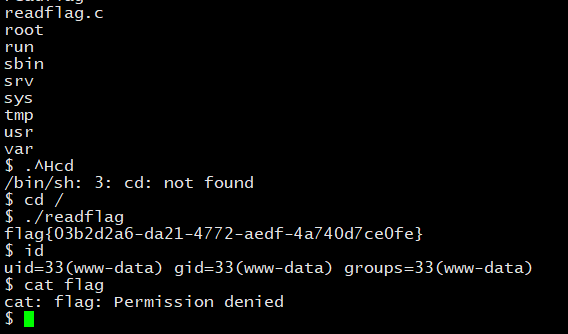 readflag
readflag.c
root
run
sbin
srv
sys
tmp
usr
var
$ .^Hcd
/bin/sh: 3: cd: not found
$ cd /
$ ./readflag
flag{03b2d2a6-da21-4772-aedf-4a740d7ce0fe}
$ id
uid=33(www-data) gid=33(www-data) groups=33(www-data)
$ cat flag
cat: flag: Permission denied
$